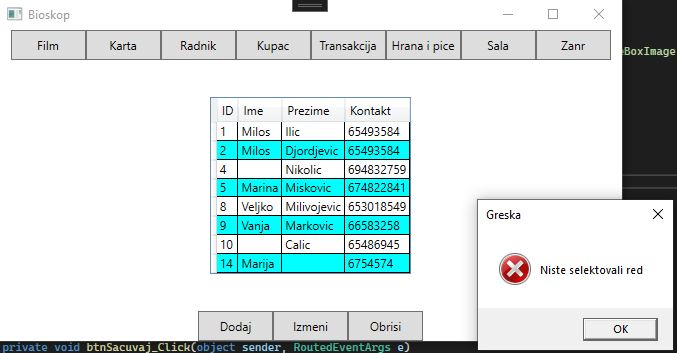 Bioskop
Film Karta Radnik Kupac Transakcija Hrana i pice Sala Zanr
BoxImage
ID Ime Prezime Kontakt
1 Milos Ilic 65493584
2 Milos Djordjevic 65493584
4 Nikolic 694832759
5 Marina Miskovic 674822841
8 Veljko Milivojevic 653018549
9 Vanja Markovic 66583258
10 Calic 65486945
14 Marija 6754574
Greska
Niste selektovali red
OK
Dodaj Izmeni Obrisi
private void btnSacuvaj_Click(object sender, RoutedEventArgs e)